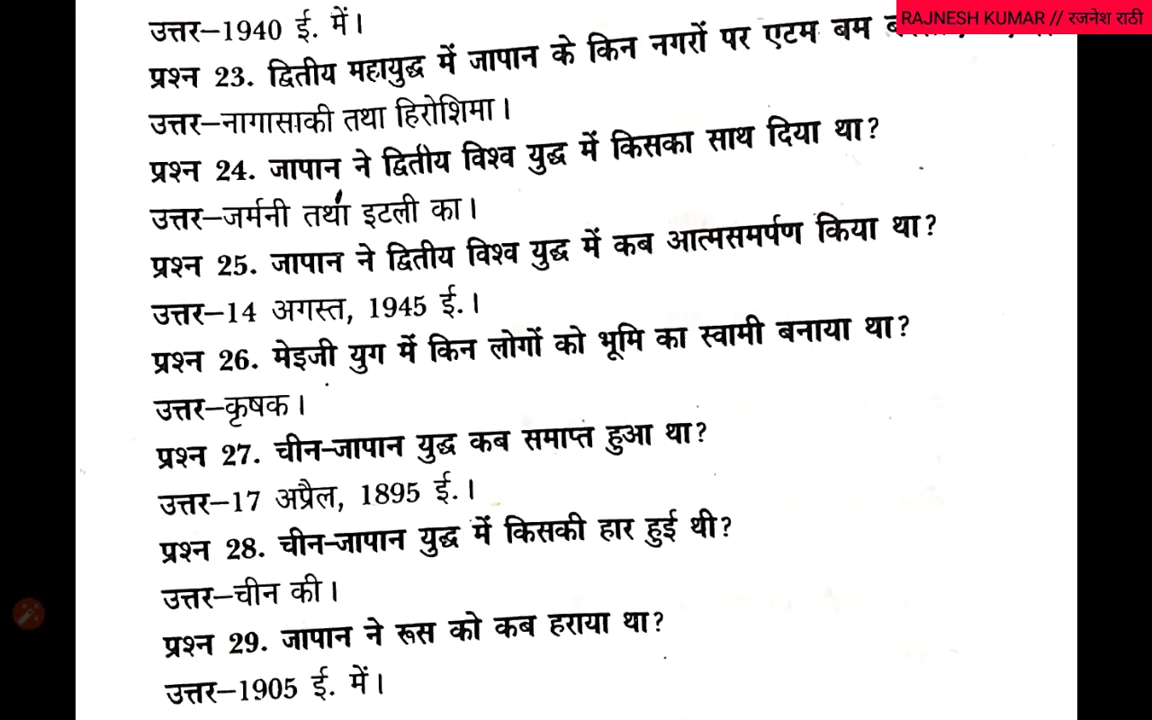 RAJNESH KUMAR // रजनेश राठी
उत्तर–1940 ई. में।
प्रश्न 23. द्वितीय महायुद्ध में जापान के किन नगरों पर एटम बम
उत्तर–नागासाकी तथा हिरोशिमा।
प्रश्न 24. जापान ने द्वितीय विश्व युद्ध में किसका साथ दिया था?
उत्तर–जर्मनी तथा इटली का।
प्रश्न 25. जापान ने द्वितीय विश्व युद्ध में कब आत्मसमर्पण किया था?
उत्तर–14 अगस्त, 1945 ई.।
प्रश्न 26. मेइजी युग में किन लोगों को भूमि का स्वामी बनाया था?
उत्तर–कृषक।
प्रश्न 27. चीन-जापान युद्ध कब समाप्त हुआ था?
उत्तर–17 अप्रैल, 1895 ई.।
प्रश्न 28. चीन-जापान युद्ध में किसकी हार हुई थी?
उत्तर–चीन की।
प्रश्न 29. जापान ने रूस को कब हराया था?
उत्तर–1905 ई. में।